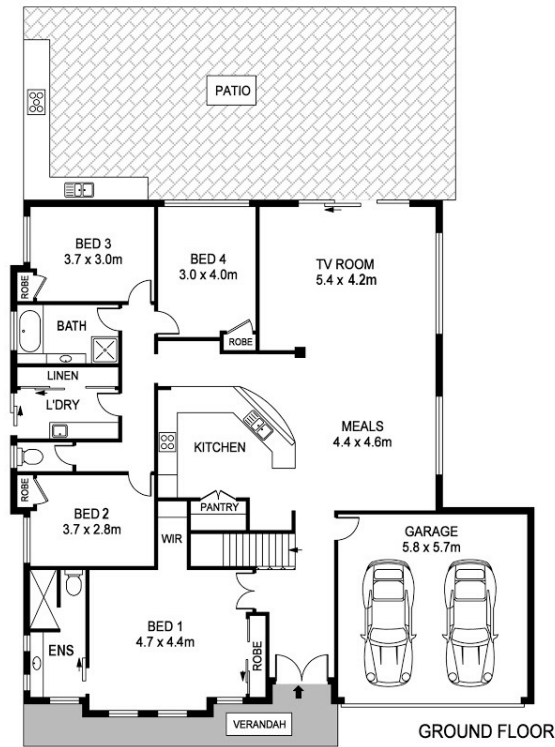 PATIO
BED 3
3.7 x 3.0m
BED 4
3.0 x 4.0m
TV ROOM
5.4 x 4.2m
ROBE
BATH
ROBE
LINEN
L'DRY
MEALS
4.4 x 4.6m
KITCHEN
ROBE
PANTRY
BED 2
3.7 x 2.8m
WIR
GARAGE
5.8 x 5.7m
BED 1
4.7 x 4.4m
ENS
ROBE
VERANDAH
GROUND FLOOR